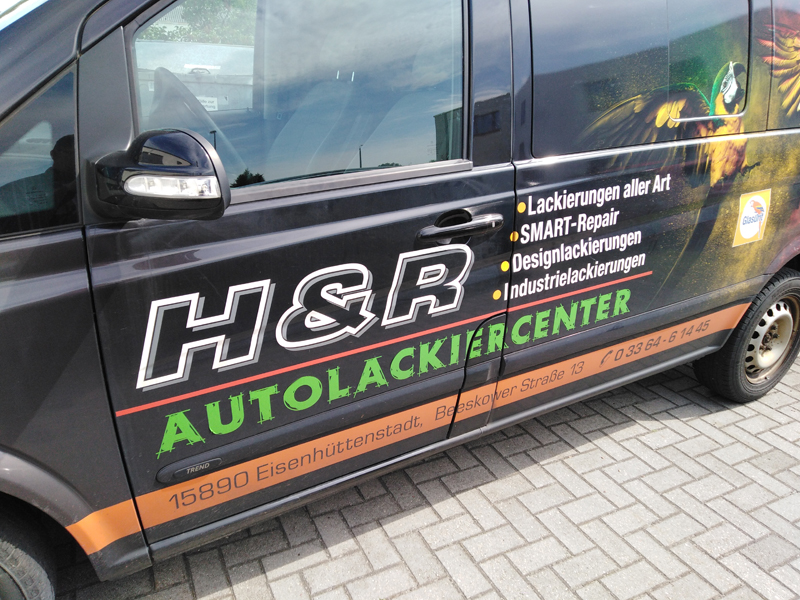 • Lackierungen aller Art
• SMART-Repair
• Designlackierungen
• Industrielackierungen
Glasurit
H&R
AUTOLACKIERCENTER
TREND
15890 Eisenhüttenstadt, Beeskower Straße 13 ✆ 0 33 64 - 6 14 45